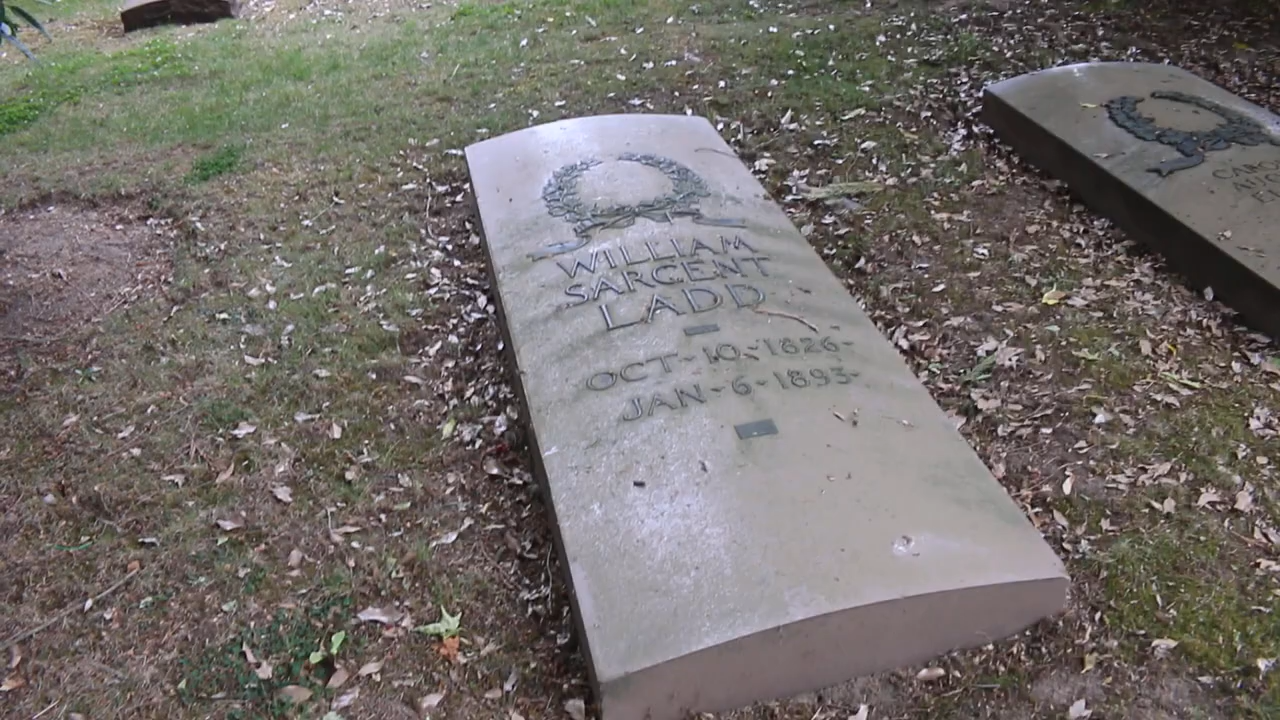 WILLIAM
SARGENT
LADD
OCT - 10 - 1826 -
JAN - 6 - 1893 -